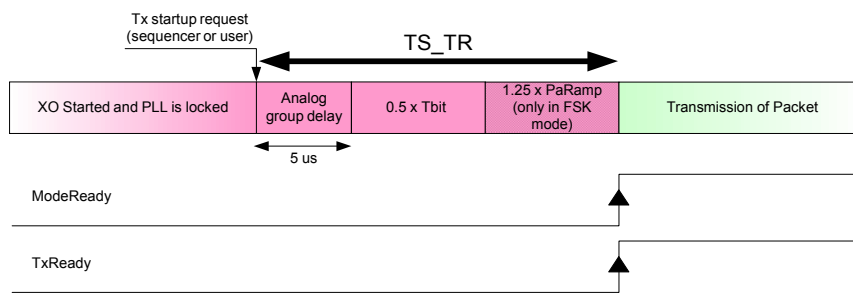 Tx startup request
(sequencer or user)
TS_TR
XO Started and PLL is locked
Analog
group delay
0.5 x Tbit
1.25 x PaRamp
(only in FSK
mode)
Transmission of Packet
5 us
ModeReady
TxReady